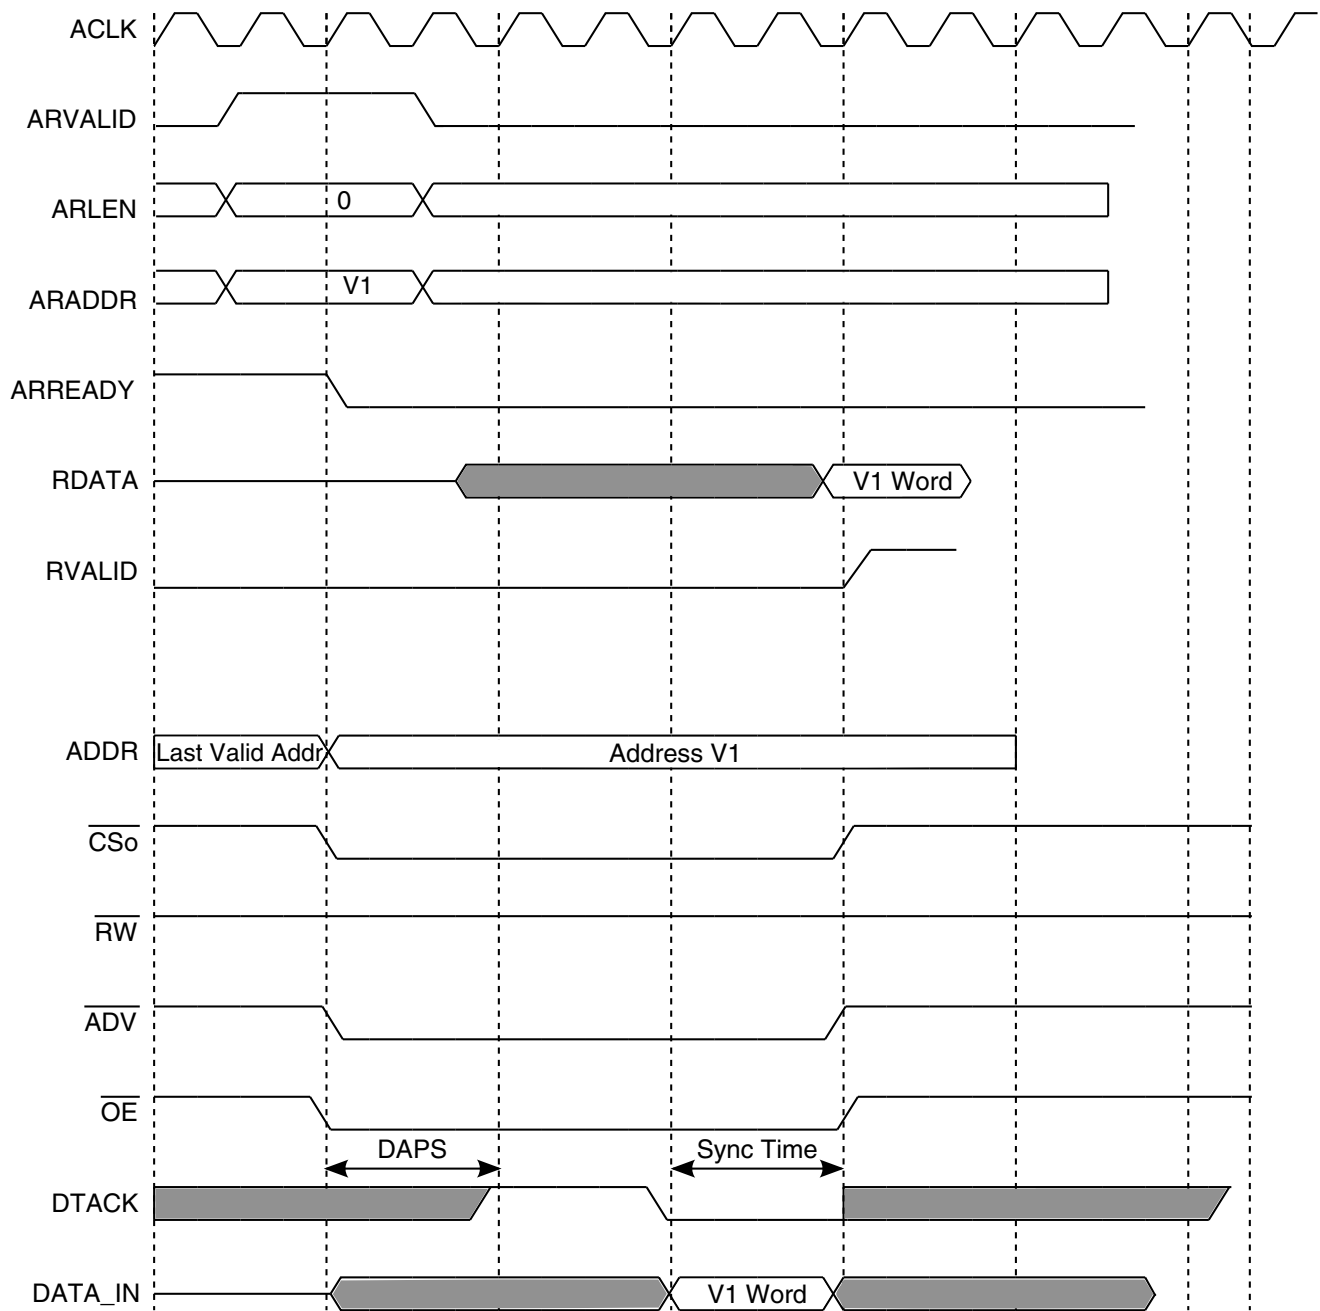 ACLK
ARVALID
ARLEN 0
ARADDR V1
ARREADY
RDATA V1 Word
RVALID
ADDR Last Valid Addr Address V1
CSo
RW
ADV
OE
DAPS Sync Time
DTACK
DATA_IN V1 Word